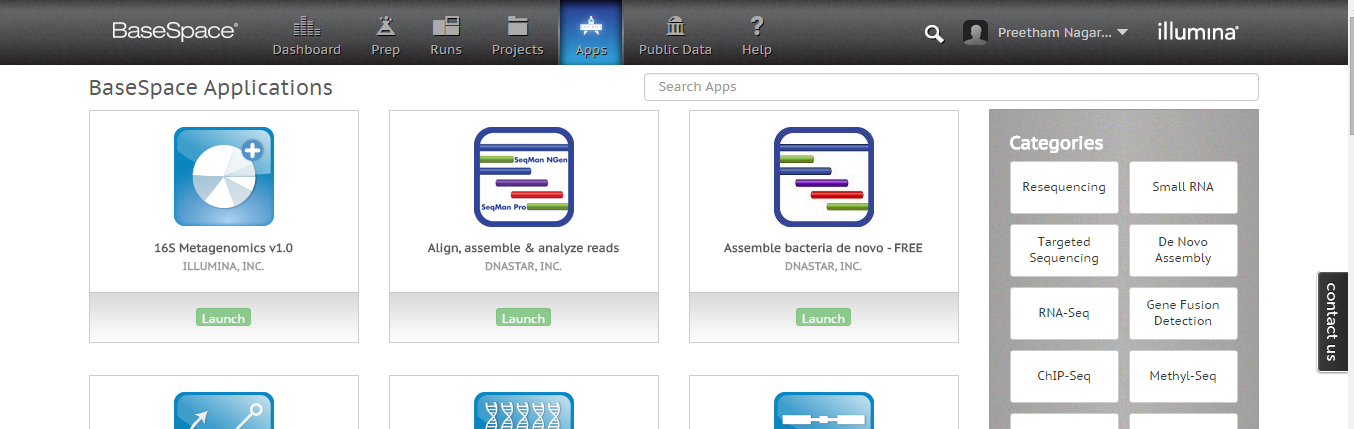 BaseSpace®
Dashboard
Prep
Runs
Projects
Apps
Public Data
Help
Preetham Nagar...
illumina®
BaseSpace Applications
Search Apps
SeqMan NGen
SeqMan Pro
16S Metagenomics v1.0
ILLUMINA, INC.
Launch
Align, assemble & analyze reads
DNASTAR, INC.
Launch
Assemble bacteria de novo - FREE
DNASTAR, INC.
Launch
Categories
Resequencing
Small RNA
Targeted
Sequencing
De Novo
Assembly
RNA-Seq
Gene Fusion
Detection
ChIP-Seq
Methyl-Seq
contact us